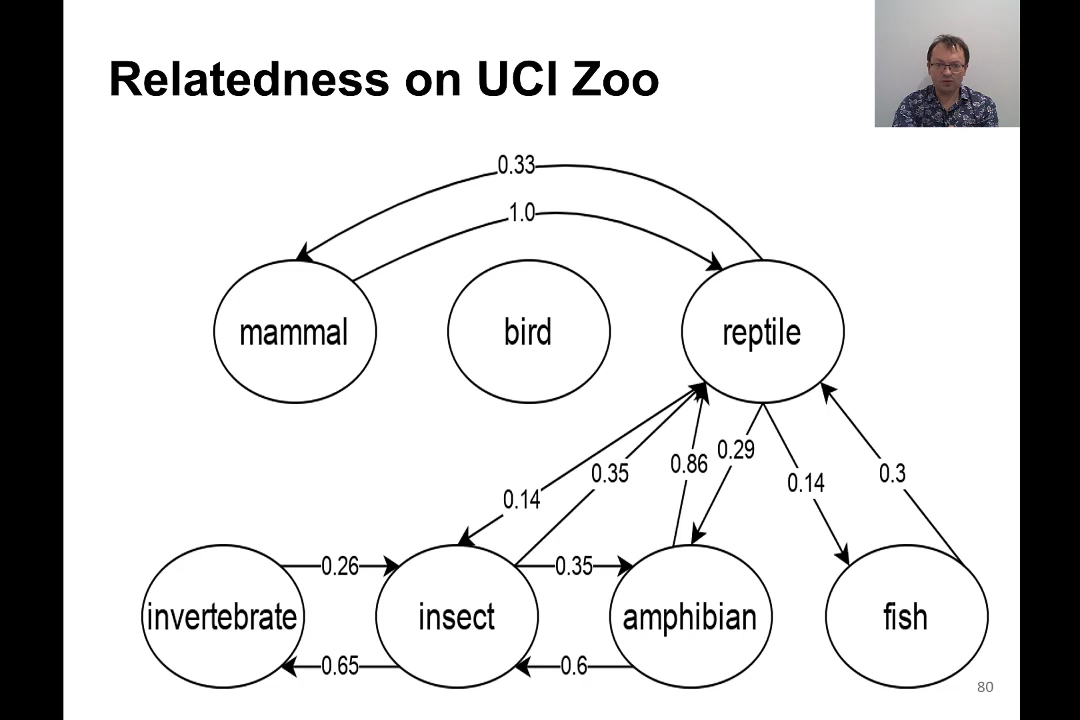 Relatedness on UCI Zoo
0.33
1.0
mammal
bird
reptile
0.14
0.35
0.86
0.29
0.14
0.3
invertebrate
0.26
insect
0.35
amphibian
fish
0.65
0.6
80